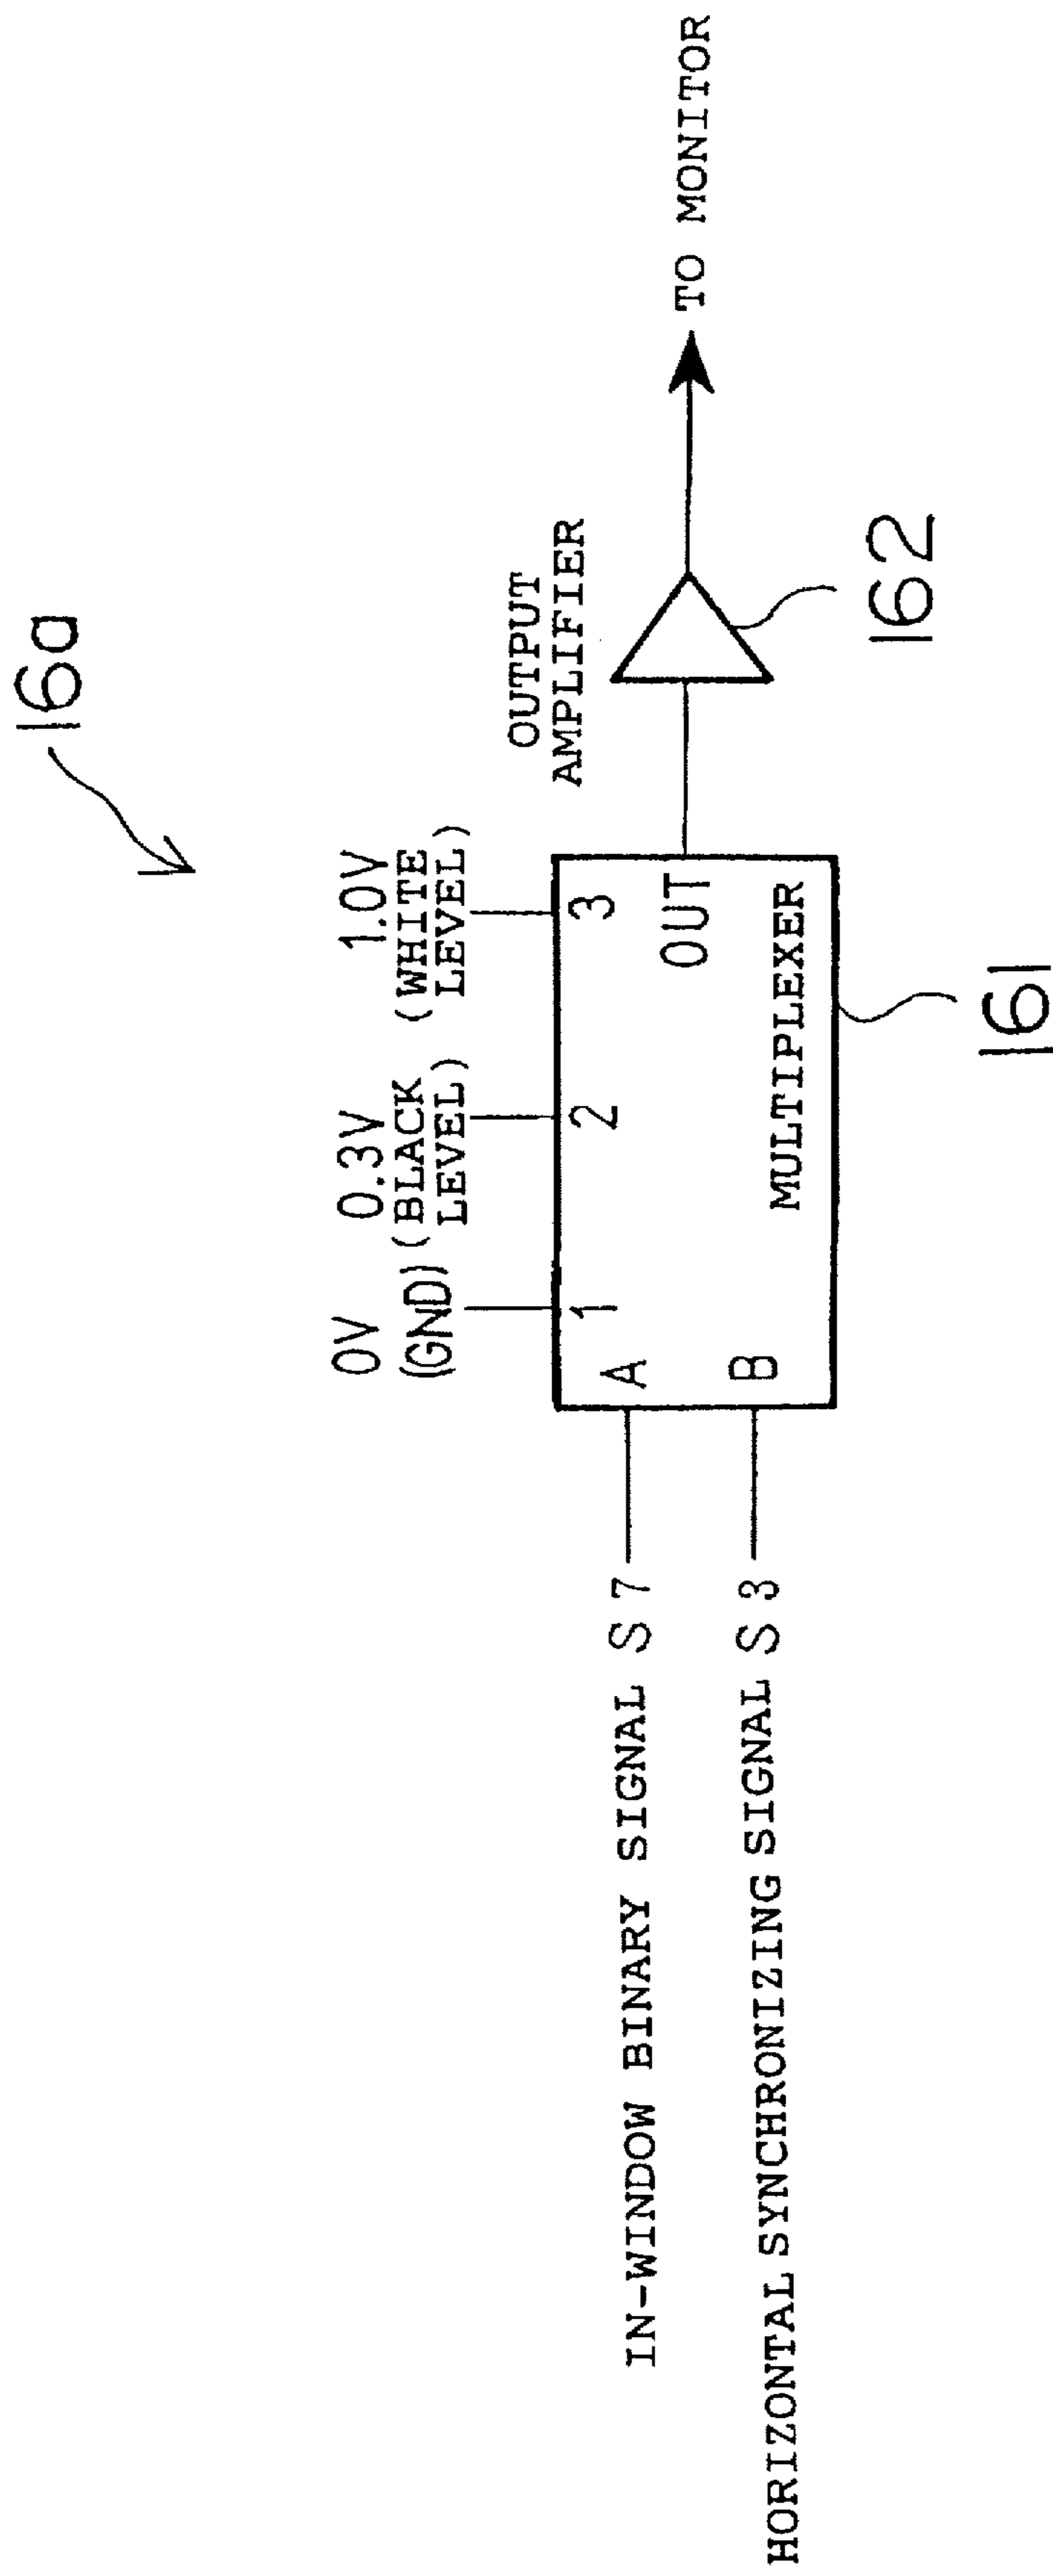 16a
0V
(GND)
0.3V
(BLACK
LEVEL)
1.0V
(WHITE
LEVEL)
1
2
3
A
B
OUT
MULTIPLEXER
161
OUTPUT
AMPLIFIER
162
TO MONITOR
IN-WINDOW BINARY SIGNAL S7
HORIZONTAL SYNCHRONIZING SIGNAL S3